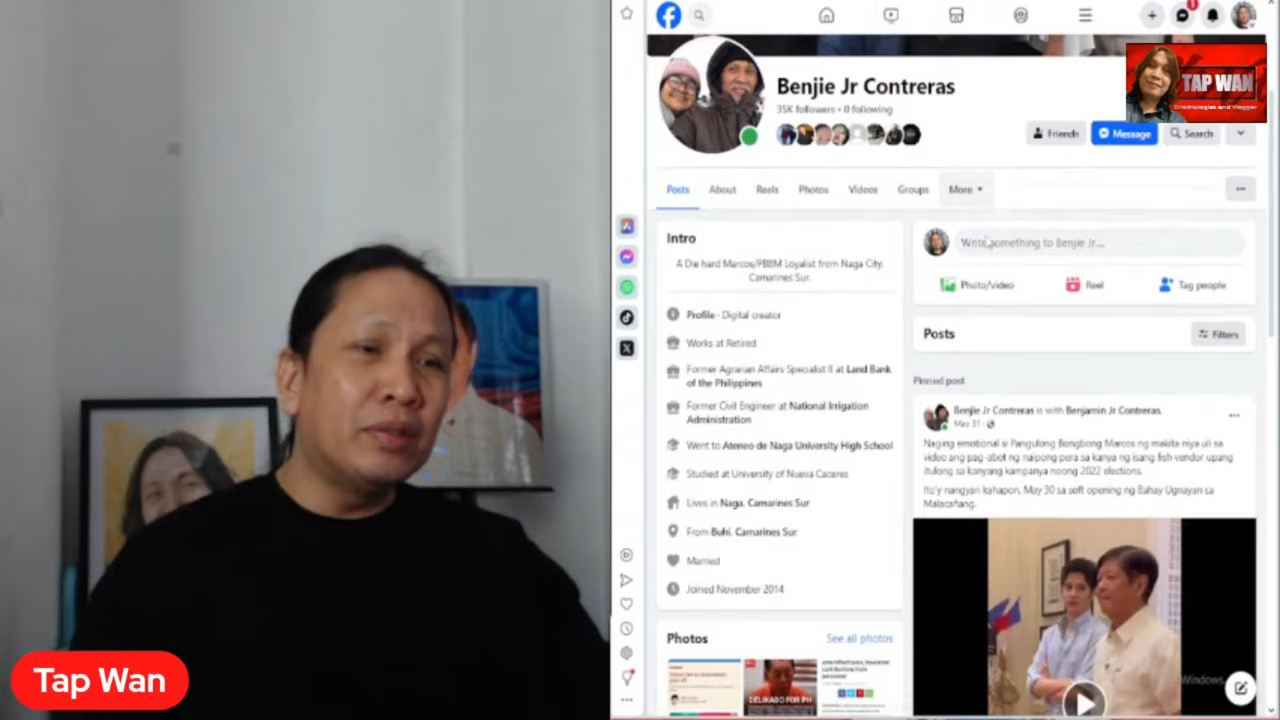 Tap Wan
TAP WAN
Criminologist and Vlogger
1
Benjie Jr Contreras
35K followers • 0 following
Friends
Message
Search
Posts
About
Reels
Photos
Videos
Groups
More
Intro
A Die hard Marcos/PBBM Loyalist from Naga City,
Camarines Sur.
Profile · Digital creator
Works at Retired
Former Agrarian Affairs Specialist II at Land Bank
of the Philippines
Former Civil Engineer at National Irrigation
Administration
Went to Ateneo de Naga University High School
Studied at University of Nueva Caceres
Lives in Naga, Camarines Sur
From Buhi, Camarines Sur
Married
Joined November 2014
Photos
See all photos
DELIKADO FOR PH
Write something to Benjie Jr...
Photo/video
Reel
Tag people
Posts
Filters
Pinned post
Benjie Jr Contreras is with Benjamin Jr Contreras.
May 31 ·
Naging emotional si Pangulong Bongbong Marcos ng makita niya uli sa
video ang pag-abot ng naipong pera sa kanya ng isang fish vendor upang
itulong sa kanyang kampanya noong 2022 elections.
Ito'y nangyari kahapon, May 30 sa soft opening ng Bahay Ugnayan sa
Malacañang.
Windows.